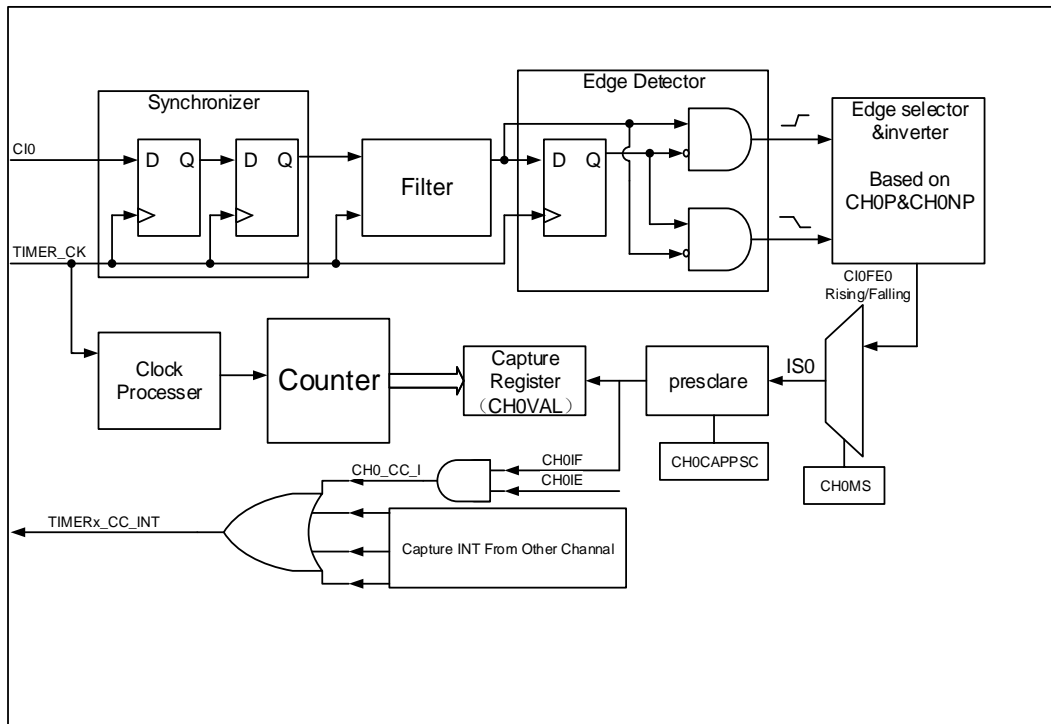 Edge Detector
Synchronizer
Edge selector
&inverter
Based on
CH0P&CH0NP
CI0
D Q
D Q
Filter
D Q
TIMER_CK
CI0FE0
Rising/Falling
Clock
Processer
Counter
Capture
Register
（CH0VAL）
presclare
IS0
CH0CAPPSC
CH0MS
CH0IF
CH0_CC_I
CH0IE
TIMERx_CC_INT
Capture INT From Other Channel